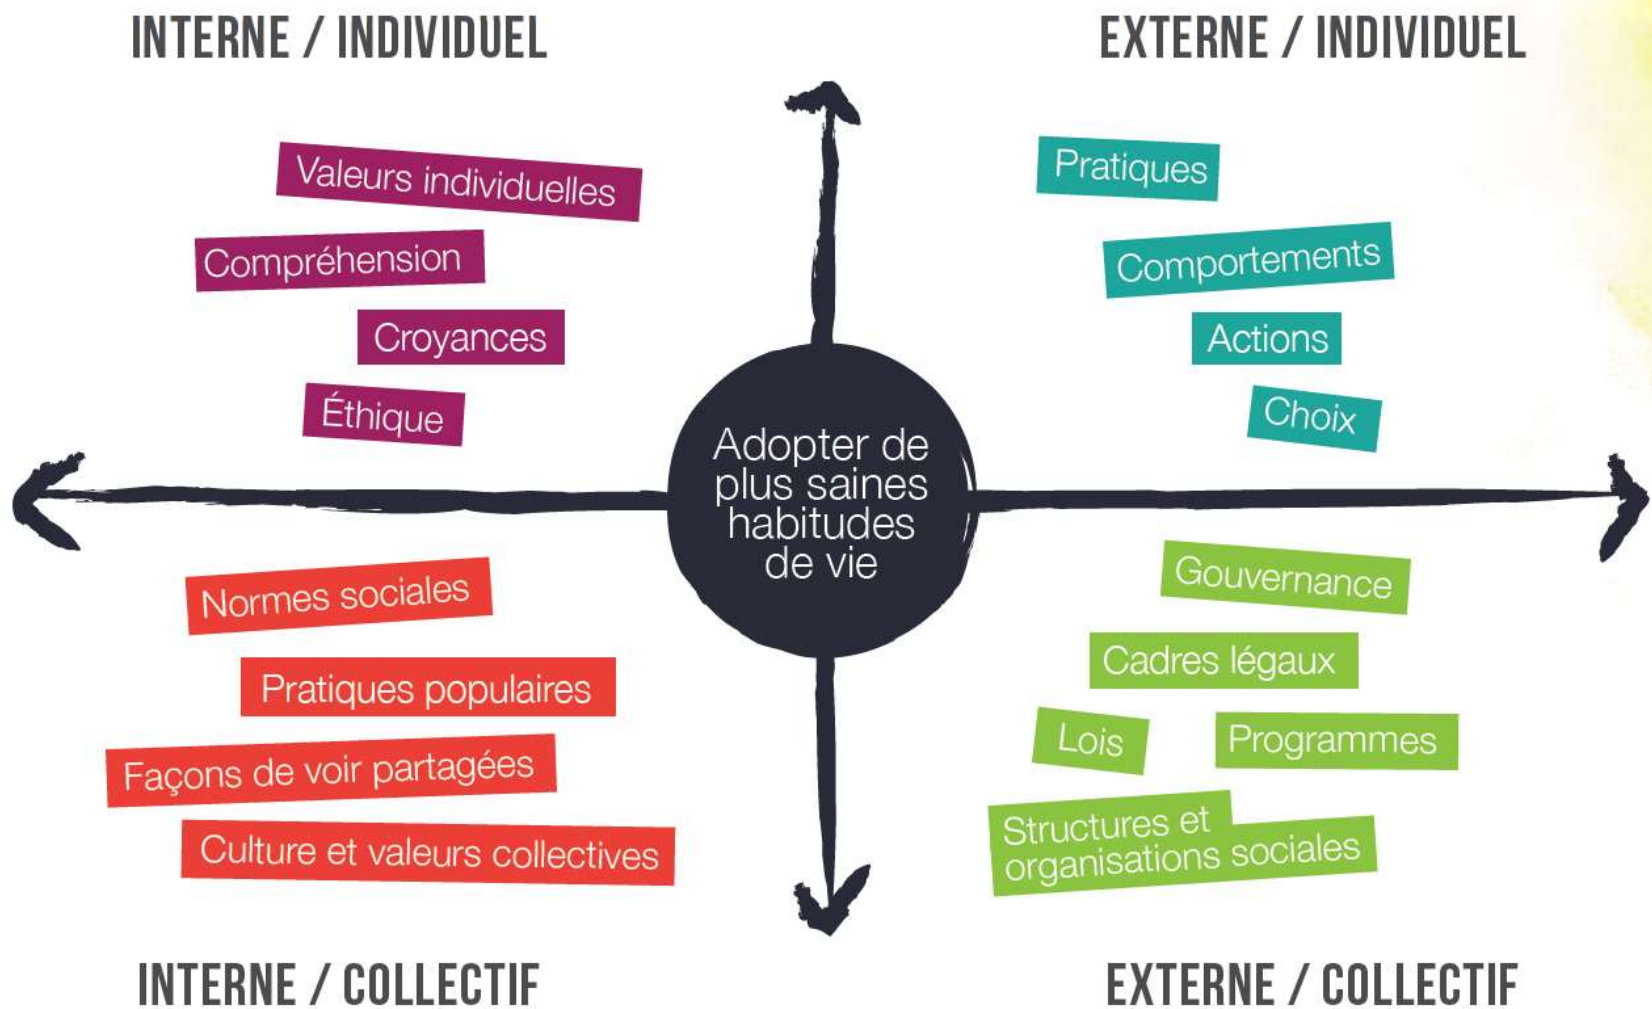 INTERNE / INDIVIDUEL
EXTERNE / INDIVIDUEL
Valeurs individuelles
Compréhension
Croyances
Éthique
Pratiques
Comportements
Actions
Choix
Adopter de
plus saines
habitudes
de vie
Normes sociales
Pratiques populaires
Façons de voir partagées
Culture et valeurs collectives
Gouvernance
Cadres légaux
Lois
Programmes
Structures et
organisations sociales
INTERNE / COLLECTIF
EXTERNE / COLLECTIF